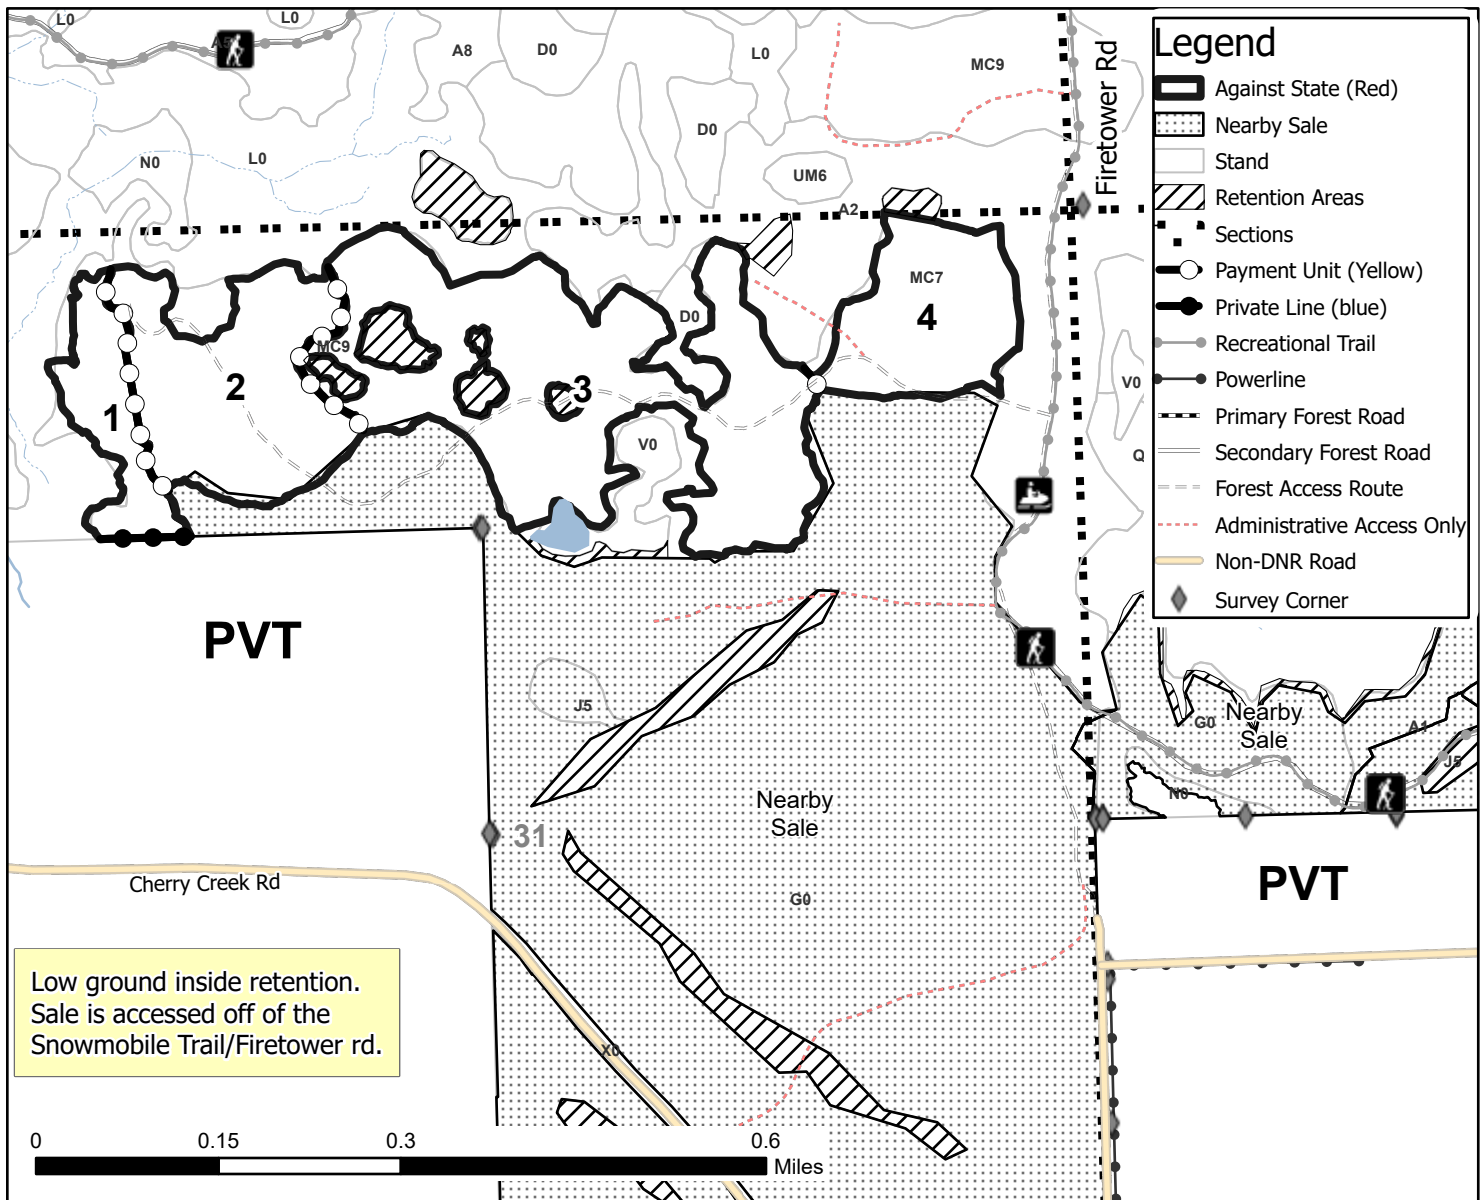 L0
L0
A8
D0
L0
MC9
Firetower Rd
D0
N0
L0
UM6
A2
MC7
D0
4
MC9
2
3
1
V0
V0
Q
PVT
J5
G0
Nearby
Sale
A1
J5
N0
Nearby
Sale
31
Cherry Creek Rd
PVT
G0
X0
Legend
Against State (Red)
Nearby Sale
Stand
Retention Areas
Sections
Payment Unit (Yellow)
Private Line (blue)
Recreational Trail
Powerline
Primary Forest Road
Secondary Forest Road
Forest Access Route
Administrative Access Only
Non-DNR Road
Survey Corner
Low ground inside retention.
Sale is accessed off of the
Snowmobile Trail/Firetower rd.
0 0.15 0.3 0.6
Miles